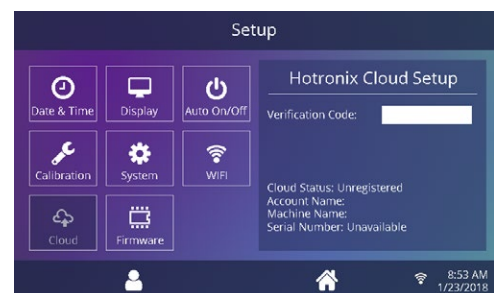 Setup
Date & Time
Display
Auto On/Off
Calibration
System
WIFI
Cloud
Firmware
Hotronix Cloud Setup
Verification Code:
Cloud Status: Unregistered
Account Name:
Machine Name:
Serial Number: Unavailable
8:53 AM
1/23/2018